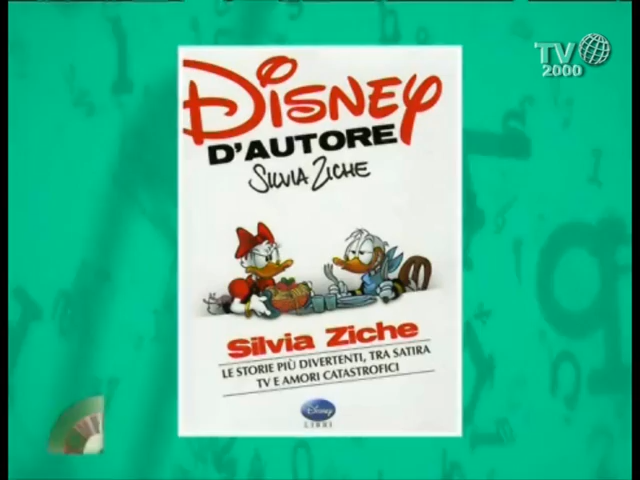 TV
2000
DISNEY
D'AUTORE
SILVIA ZICHE
Silvia Ziche
LE STORIE PIÙ DIVERTENTI, TRA SATIRA
TV E AMORI CATASTROFICI
Disney
LIBRI